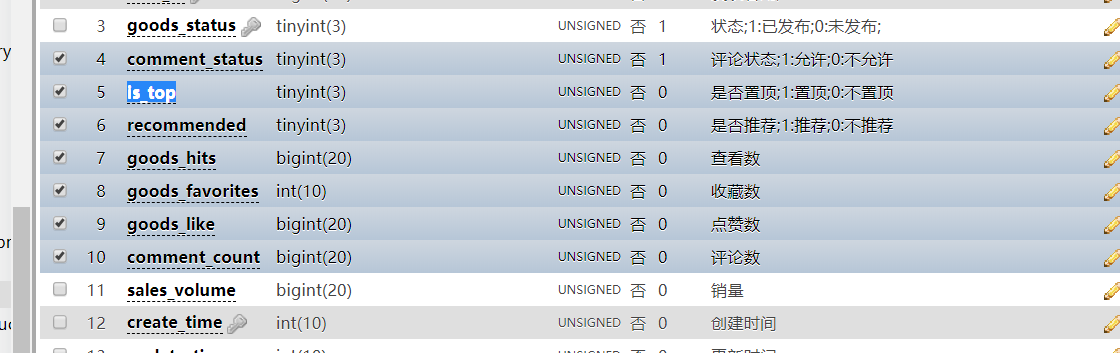 3 goods_status tinyint(3) UNSIGNED 否 1 状态;1:已发布;0:未发布;
ry 4 comment_status tinyint(3) UNSIGNED 否 1 评论状态;1:允许;0:不允许
5 is_top tinyint(3) UNSIGNED 否 0 是否置顶;1:置顶;0:不置顶
6 recommended tinyint(3) UNSIGNED 否 0 是否推荐;1:推荐;0:不推荐
7 goods_hits bigint(20) UNSIGNED 否 0 查看数
8 goods_favorites int(10) UNSIGNED 否 0 收藏数
9 goods_like bigint(20) UNSIGNED 否 0 点赞数
10 comment_count bigint(20) UNSIGNED 否 0 评论数
11 sales_volume bigint(20) UNSIGNED 否 0 销量
12 create_time int(10) UNSIGNED 否 0 创建时间